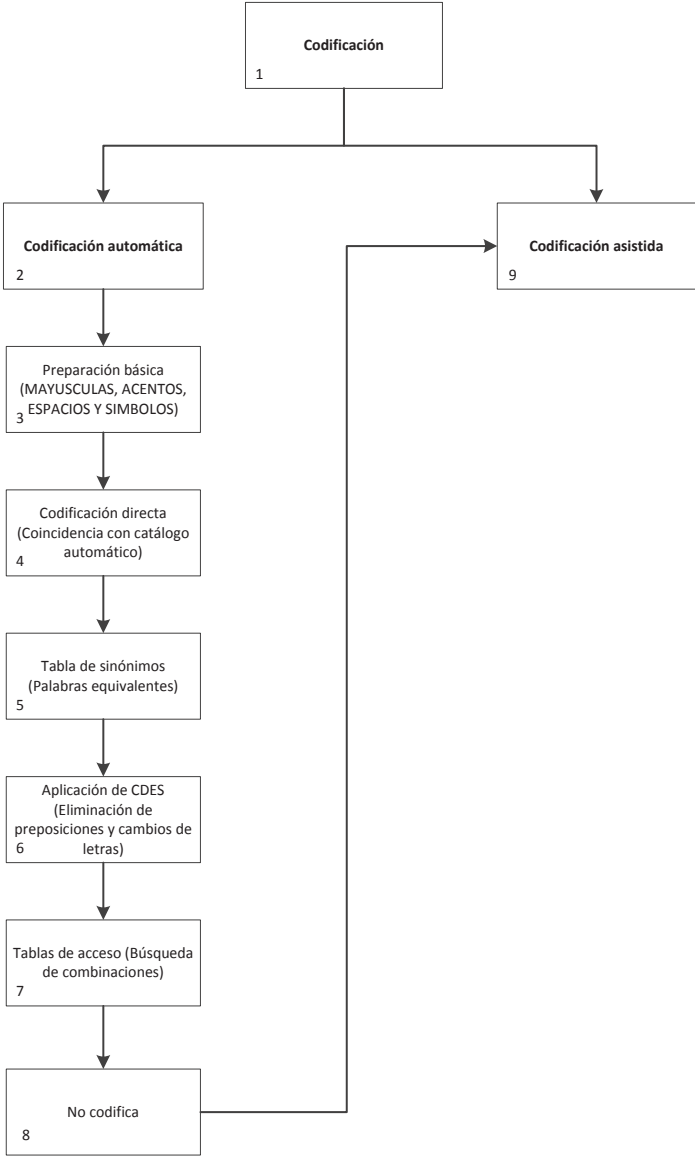 Codificación
1
Codificación automática
2
Codificación asistida
9
Preparación básica
(MAYUSCULAS, ACENTOS,
ESPACIOS Y SIMBOLOS)
3
Codificación directa
(Coincidencia con catálogo
automático)
4
Tabla de sinónimos
(Palabras equivalentes)
5
Aplicación de CDES
(Eliminación de
preposiciones y cambios de
letras)
6
Tablas de acceso (Búsqueda
de combinaciones)
7
No codifica
8